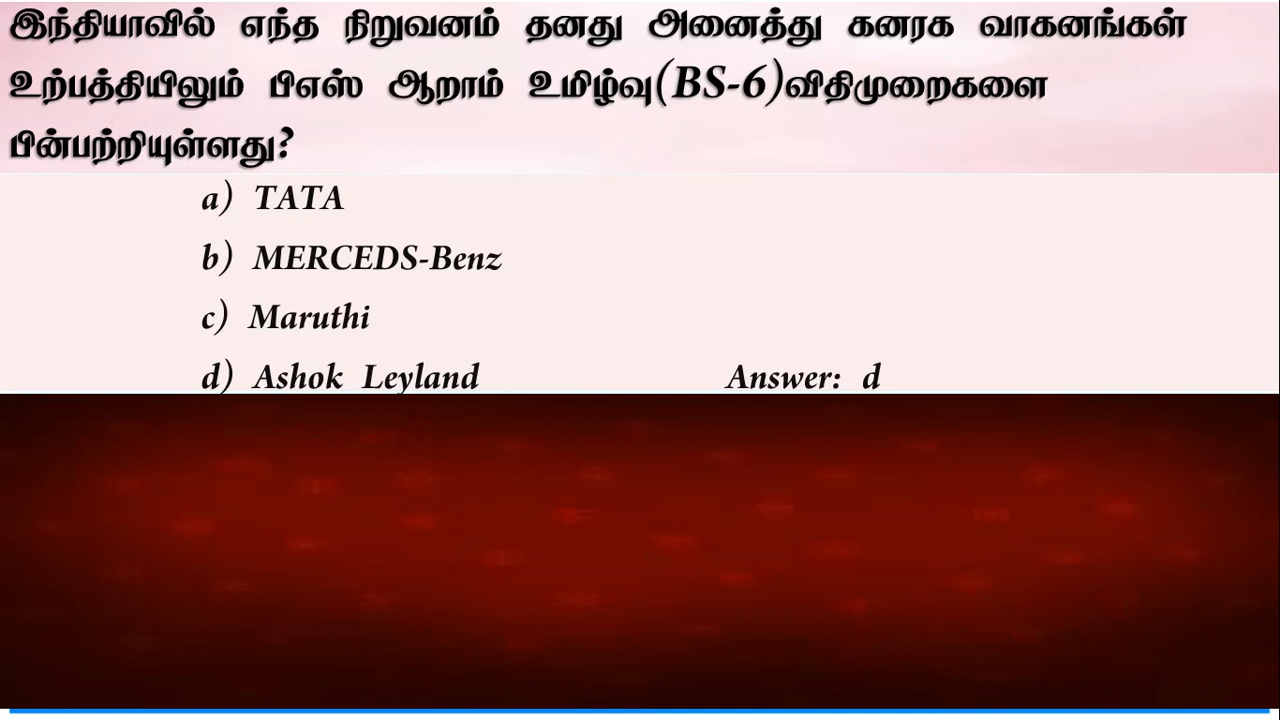 இந்தியாவில் எந்த நிறுவனம் தனது அனைத்து கனரக வாகனங்கள்
உற்பத்தியிலும் பிஎஸ் ஆறாம் உமிழ்வு(BS-6)விதிமுறைகளை
பின்பற்றியுள்ளது?
a) TATA
b) MERCEDS-Benz
c) Maruthi
d) Ashok Leyland Answer: d